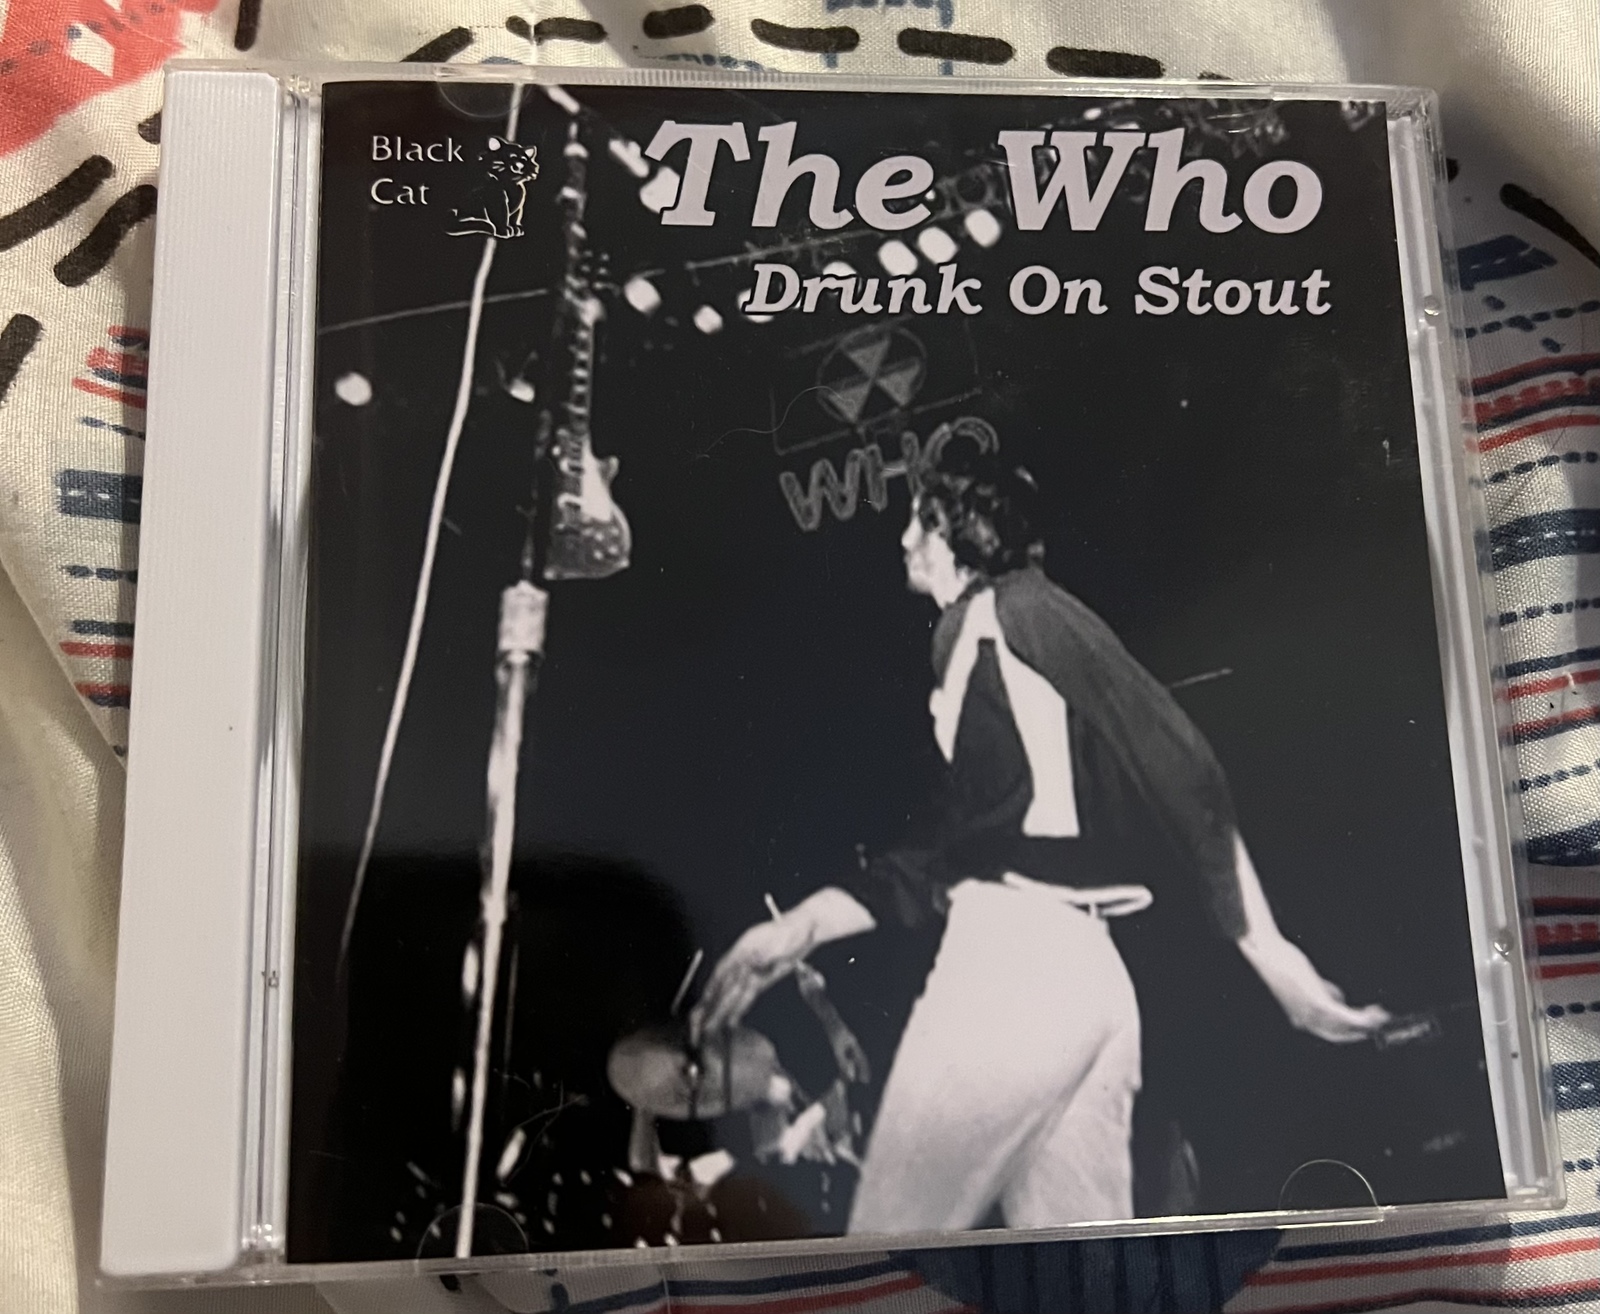 Black
Cat
The Who
Drunk On Stout
WHO